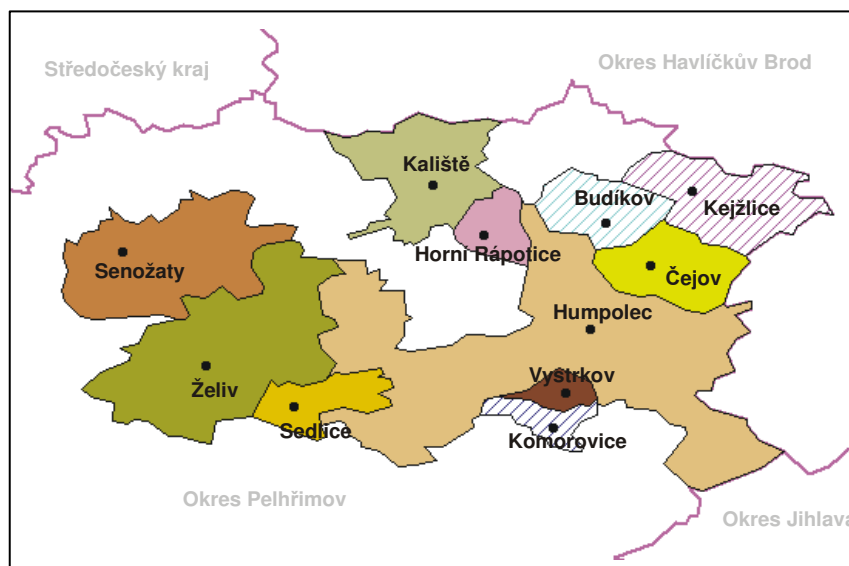 Středočeský kraj
Okres Havlíčkův Brod
Kaliště
Budíkov
Kejžlice
Horní Rápotice
Senožaty
Čejov
Humpolec
Želiv
Vystrkov
Sedlice
Komorovice
Okres Pelhřimov
Okres Jihlava